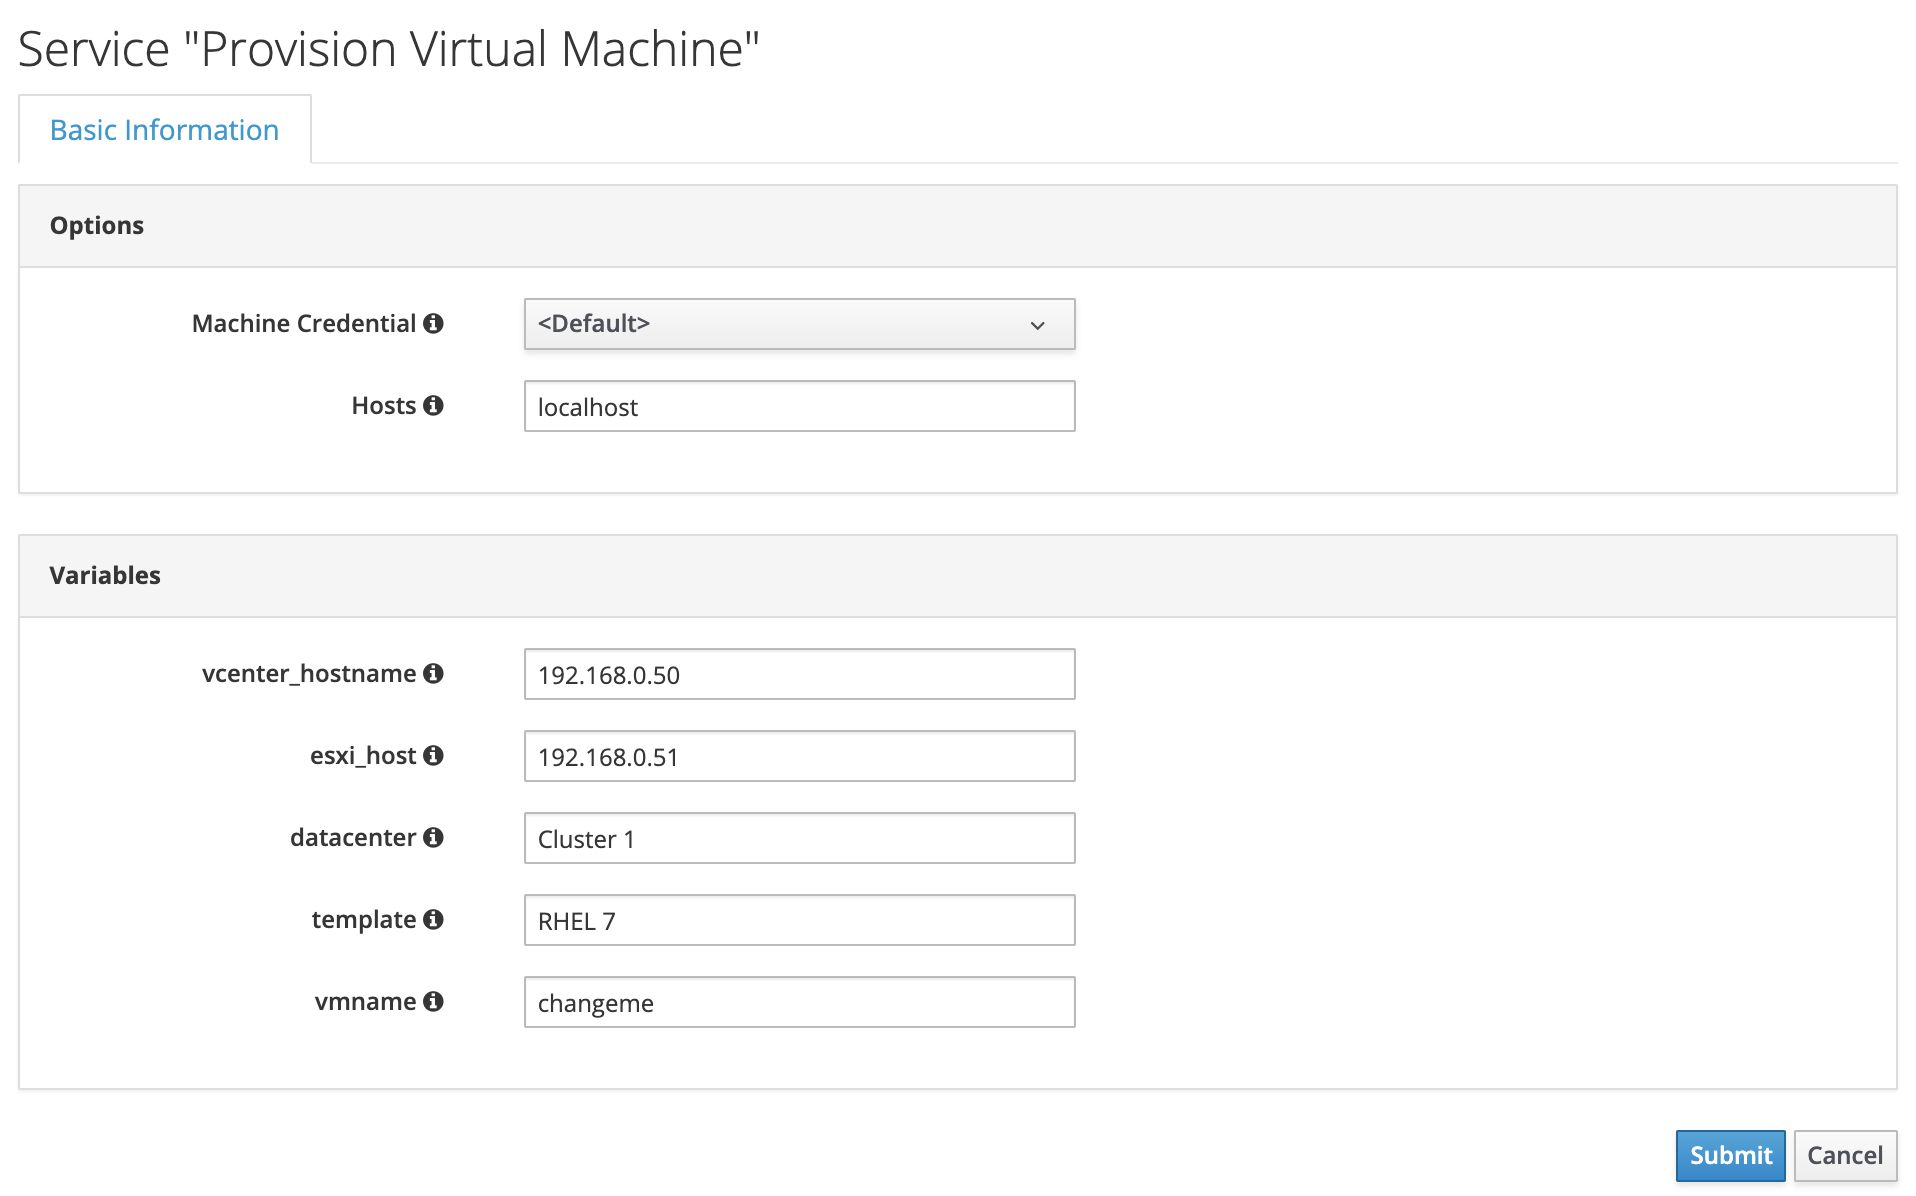 Service "Provision Virtual Machine"
Basic Information
Options
Machine Credential
<Default>
Hosts
localhost
Variables
vcenter_hostname
192.168.0.50
esxi_host
192.168.0.51
datacenter
Cluster 1
template
RHEL 7
vmname
changeme
Submit
Cancel